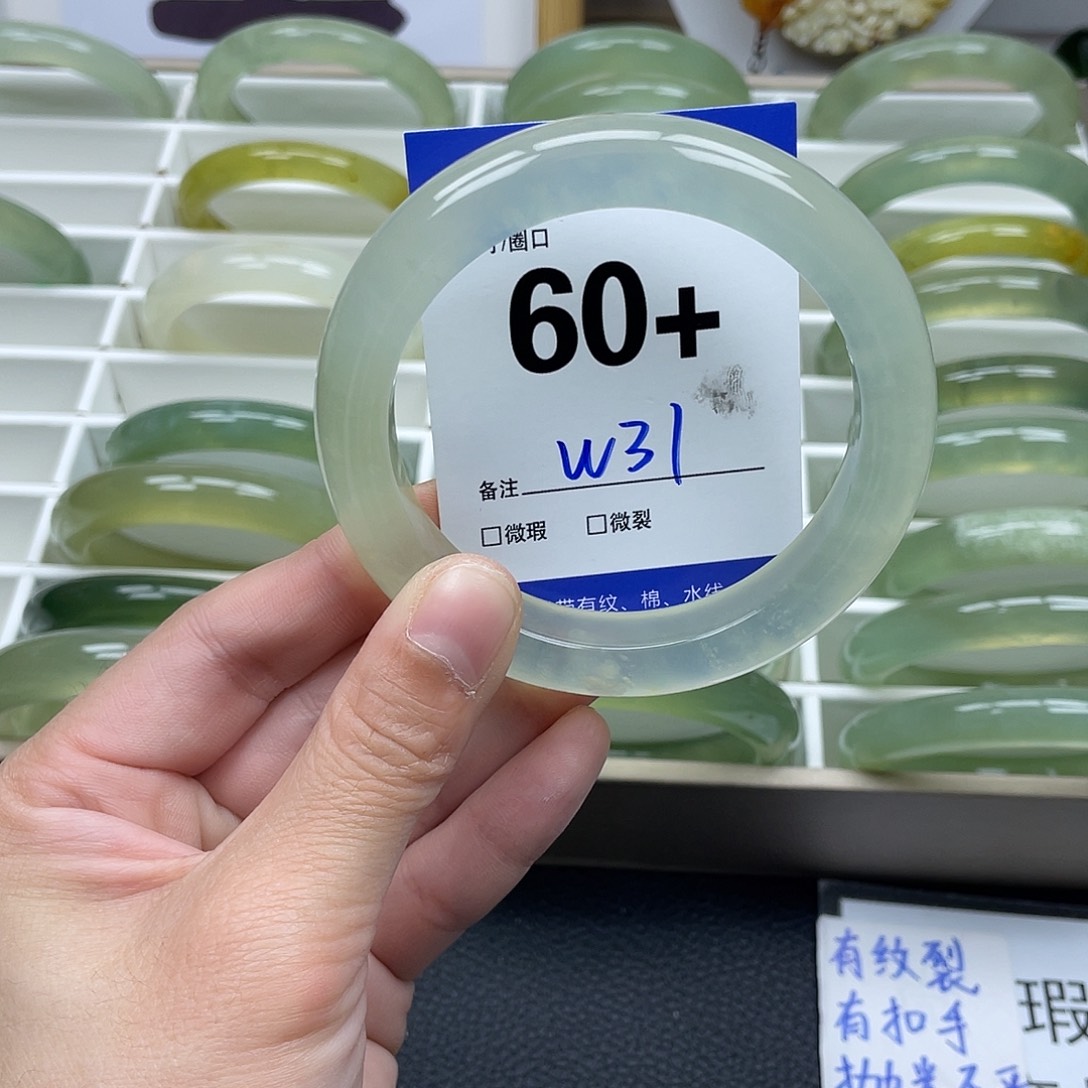 /圈口
60+
W31
备注
□微瑕 □微裂
带有纹、棉、水线
有纹裂
有扣手
瑕